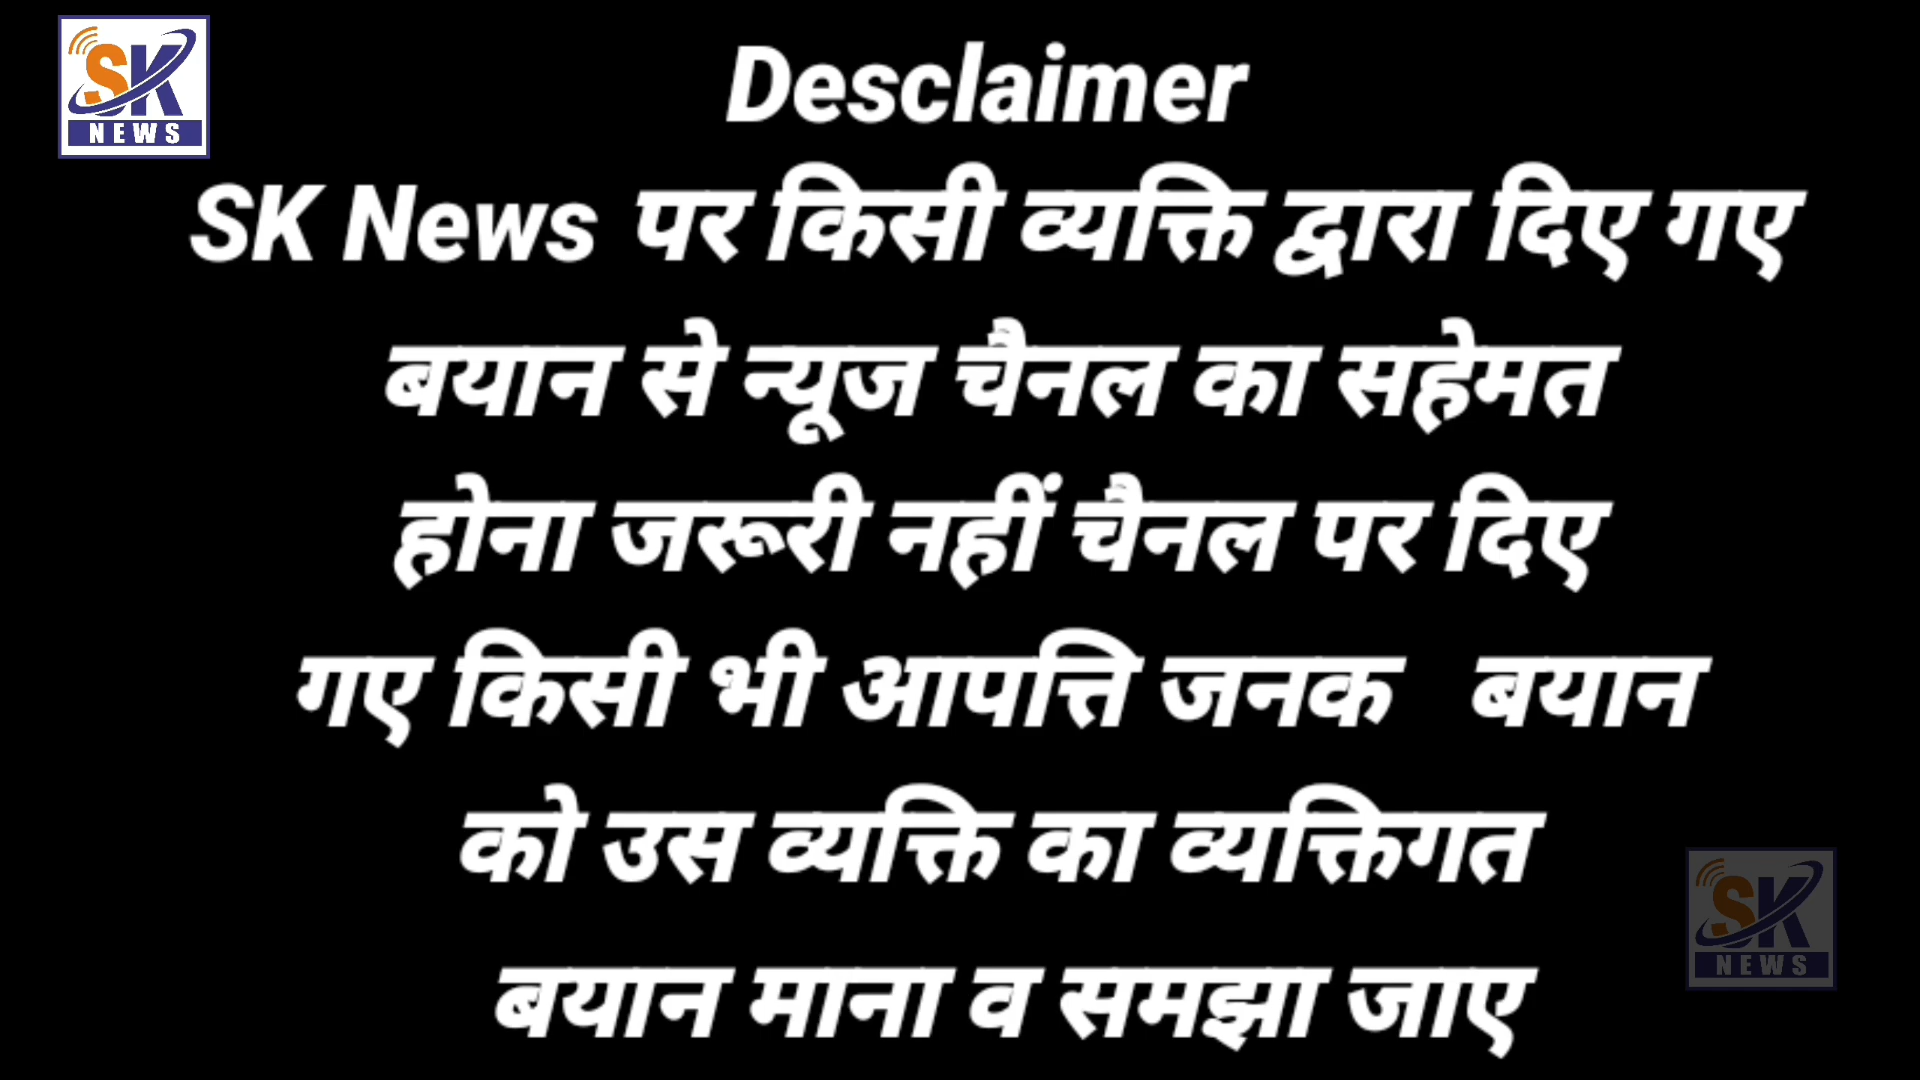 SK
NEWS
Desclaimer
SK News पर किसी व्यक्ति द्वारा दिए गए
बयान से न्यूज चैनल का सहेमत
होना जरूरी नहीं चैनल पर दिए
गए किसी भी आपत्ति जनक बयान
को उस व्यक्ति का व्यक्तिगत
बयान माना व समझा जाए
SK
NEWS